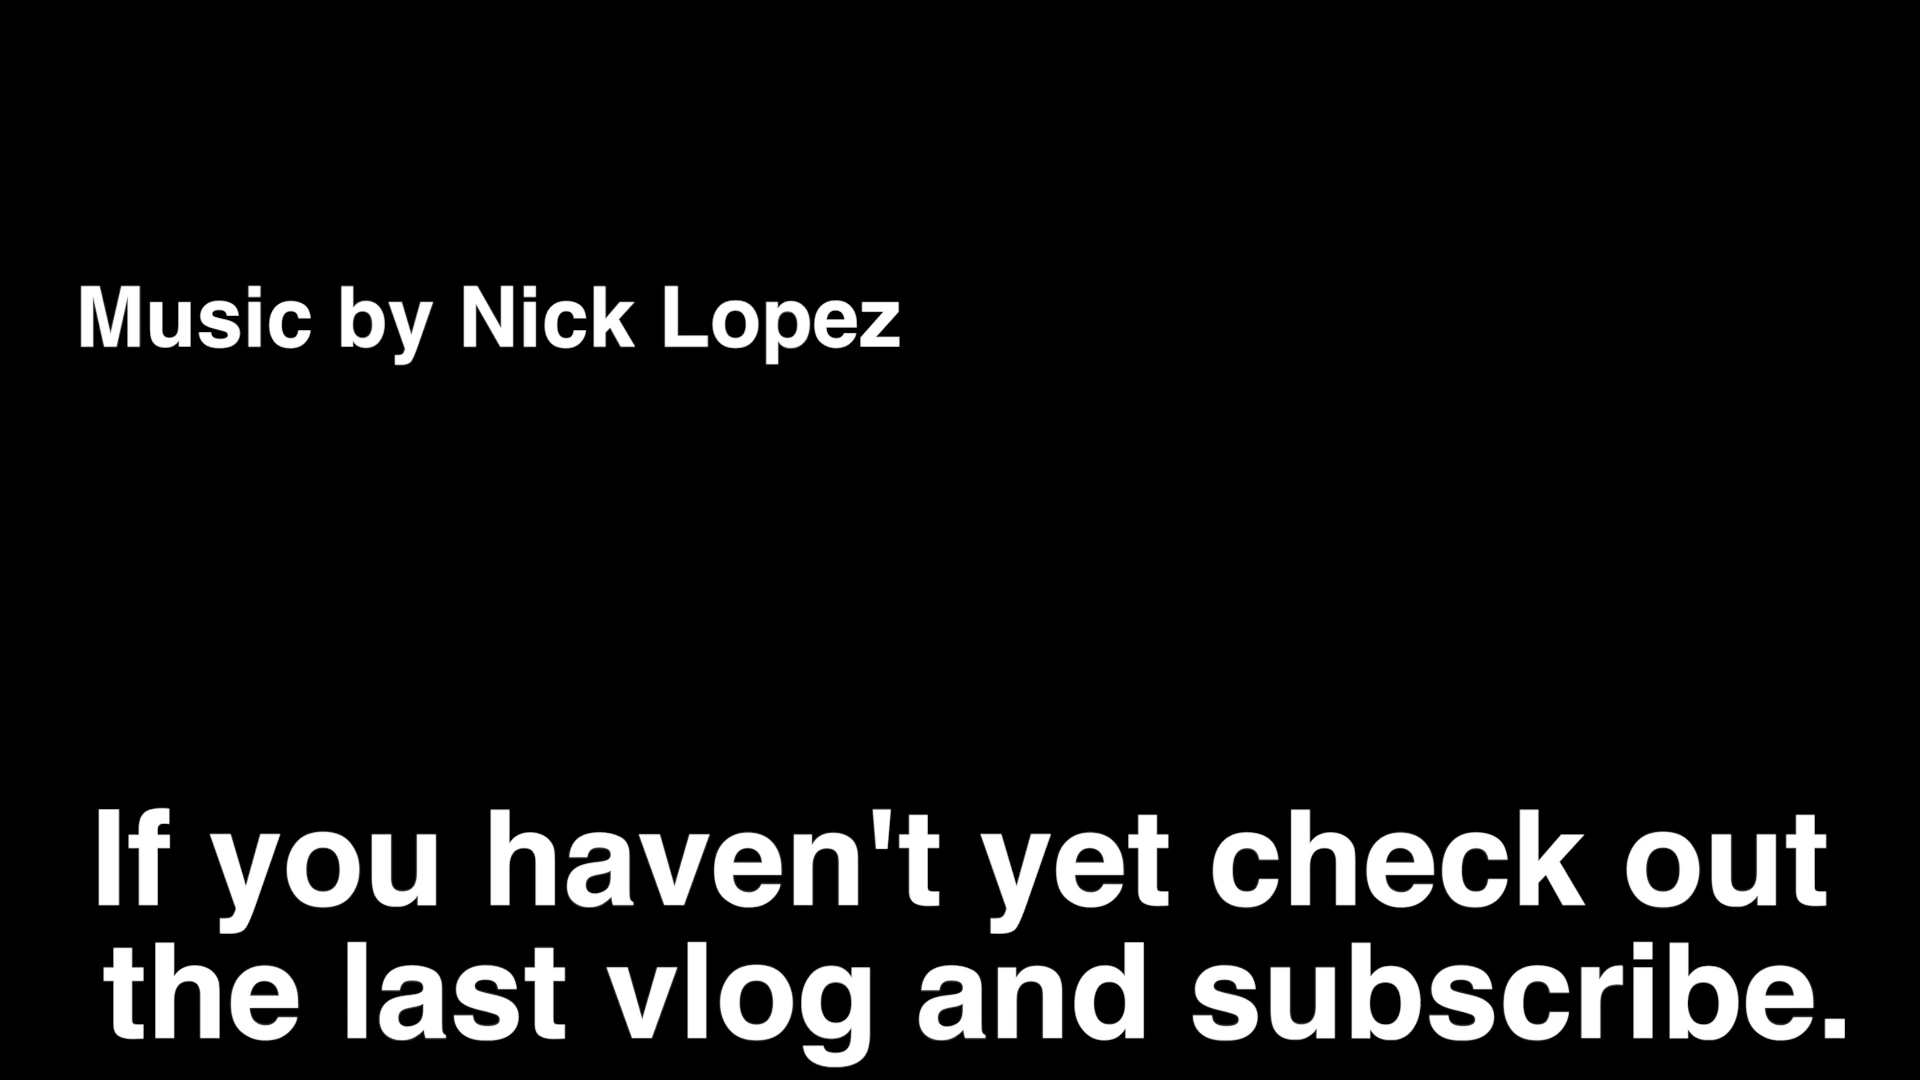 Music by Nick Lopez
If you haven't yet check out
the last vlog and subscribe.